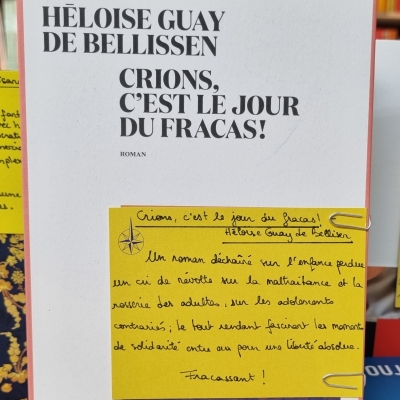 HÉLOISE GUAY
DE BELLISSEN
CRIONS,
C'EST LE JOUR
DU FRACAS!
ROMAN
Crions, c'est le jour du fracas!
Héloïse Guay de Bellissen
Un roman déchaîné sur l'enfance perdue
un cri de révolte sur la maltraitance et la
rosserie des adultes, sur les adolescents
contrariés, le tout rendant fascinant les moments
de solidarité entre eux pour une liberté absolue.
Fracassant !